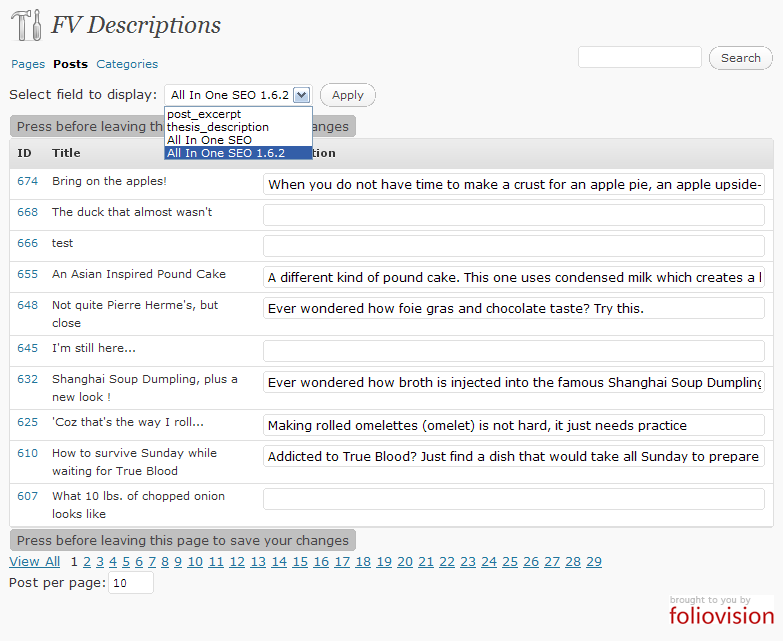 FV Descriptions
Pages Posts Categories
Search
Select field to display: All In One SEO 1.6.2 Apply
post_excerpt
thesis_description
All In One SEO
All In One SEO 1.6.2
Press before leaving th anges
ID Title tion
674 Bring on the apples! When you do not have time to make a crust for an apple pie, an apple upside-
668 The duck that almost wasn't
666 test
655 An Asian Inspired Pound Cake A different kind of pound cake. This one uses condensed milk which creates a l
648 Not quite Pierre Herme's, but Ever wondered how foie gras and chocolate taste? Try this.
close
645 I'm still here...
632 Shanghai Soup Dumpling, plus a Ever wondered how broth is injected into the famous Shanghai Soup Dumpling
new look !
625 'Coz that's the way I roll... Making rolled omelettes (omelet) is not hard, it just needs practice
610 How to survive Sunday while Addicted to True Blood? Just find a dish that would take all Sunday to prepare
waiting for True Blood
607 What 10 lbs. of chopped onion
looks like
Press before leaving this page to save your changes
View All 1 2 3 4 5 6 7 8 9 10 11 12 13 14 15 16 17 18 19 20 21 22 23 24 25 26 27 28 29
Post per page: 10
brought to you by
foliovision